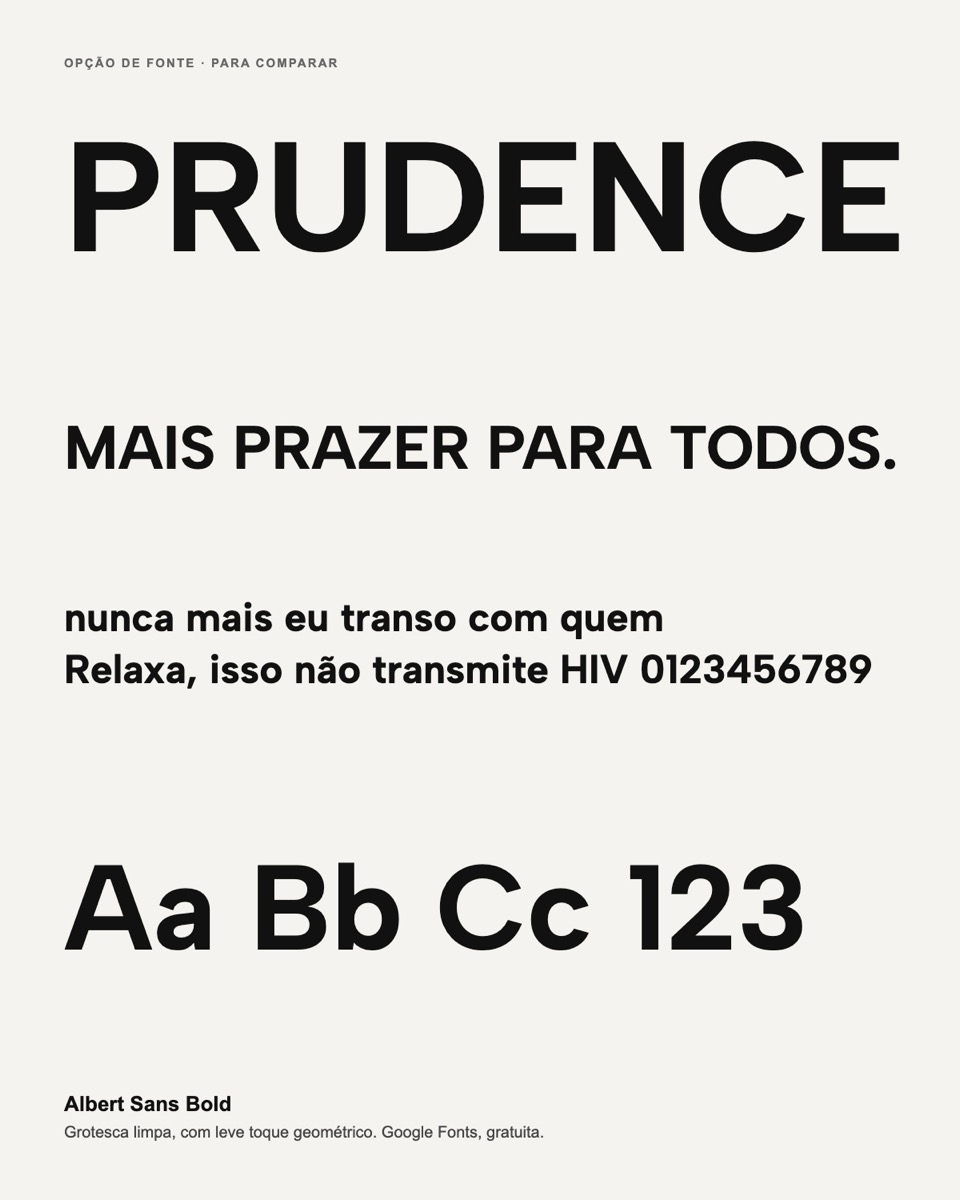 OPÇÃO DE FONTE · PARA COMPARAR
PRUDENCE
MAIS PRAZER PARA TODOS.
nunca mais eu transo com quem
Relaxa, isso não transmite HIV 0123456789
Aa Bb Cc 123
Albert Sans Bold
Grotesca limpa, com leve toque geométrico. Google Fonts, gratuita.